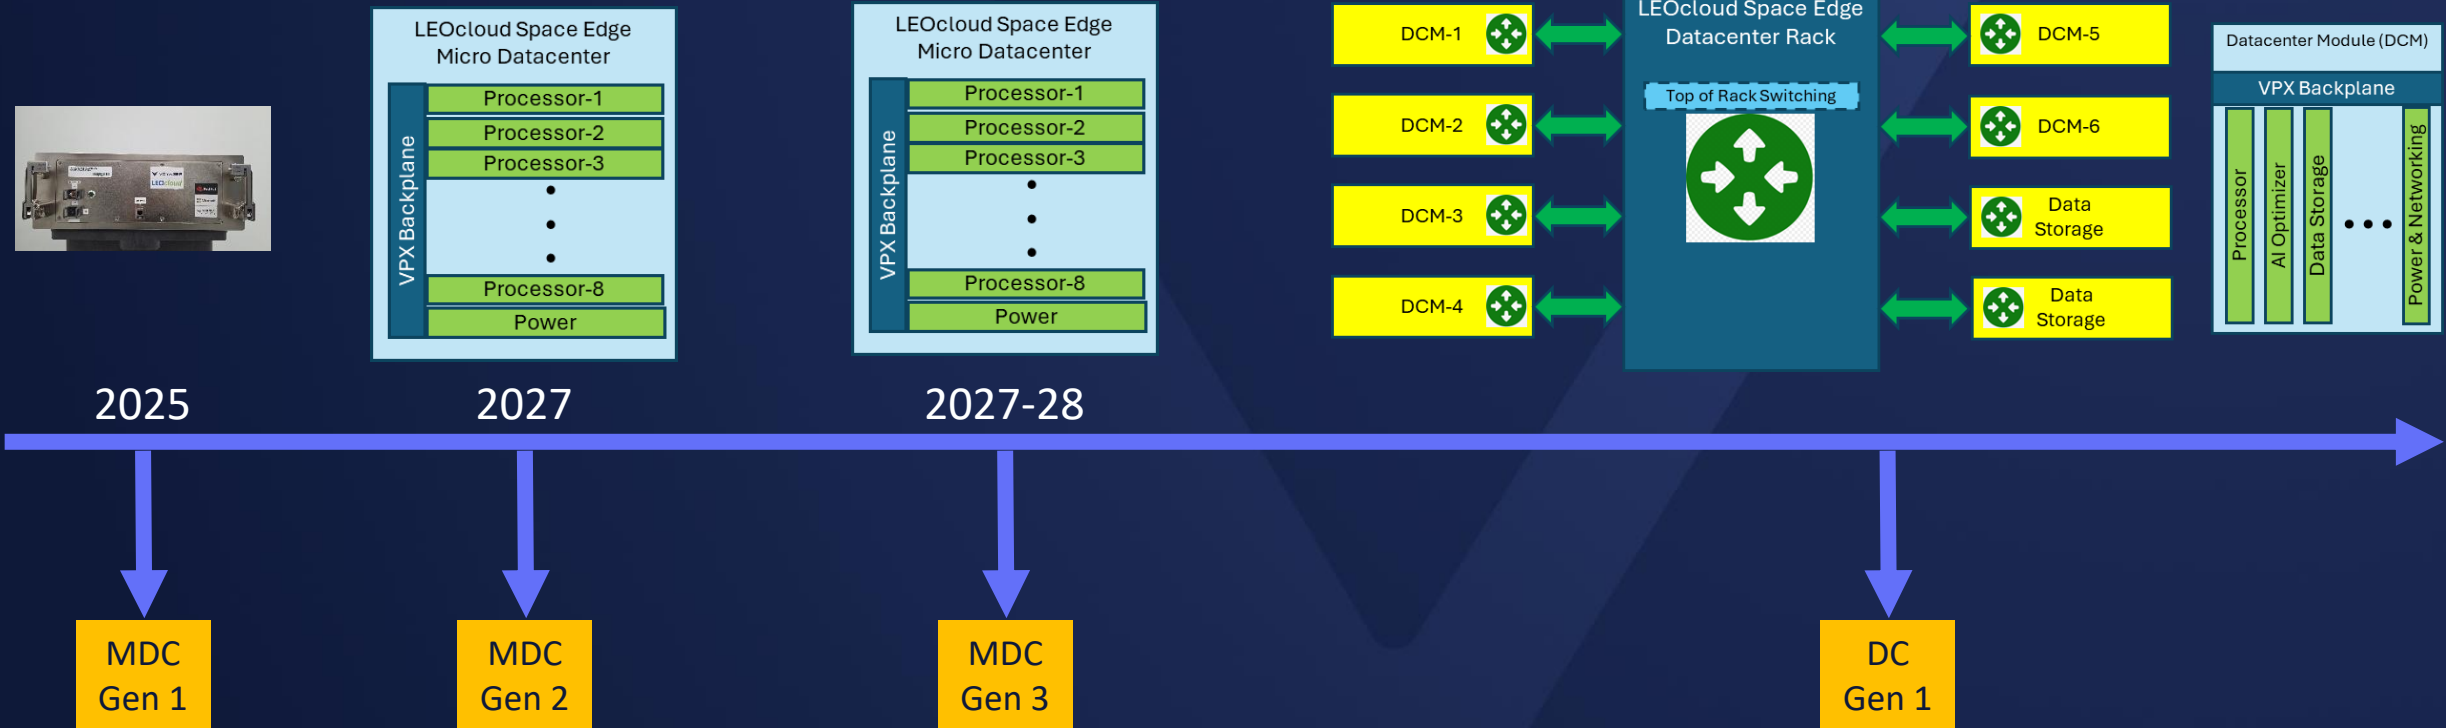 LEOcloud Space Edge
Micro Datacenter
VPX Backplane
Processor-1
Processor-2
Processor-3
Processor-8
Power
LEOcloud Space Edge
Micro Datacenter
VPX Backplane
Processor-1
Processor-2
Processor-3
Processor-8
Power
DCM-1
DCM-2
DCM-3
DCM-4
LEOcloud Space Edge
Datacenter Rack
Top of Rack Switching
DCM-5
DCM-6
Data
Storage
Data
Storage
Datacenter Module (DCM)
VPX Backplane
Processor
AI Optimizer
Data Storage
Power & Networking
LEOcloud
2025
2027
2027-28
MDC
Gen 1
MDC
Gen 2
MDC
Gen 3
DC
Gen 1